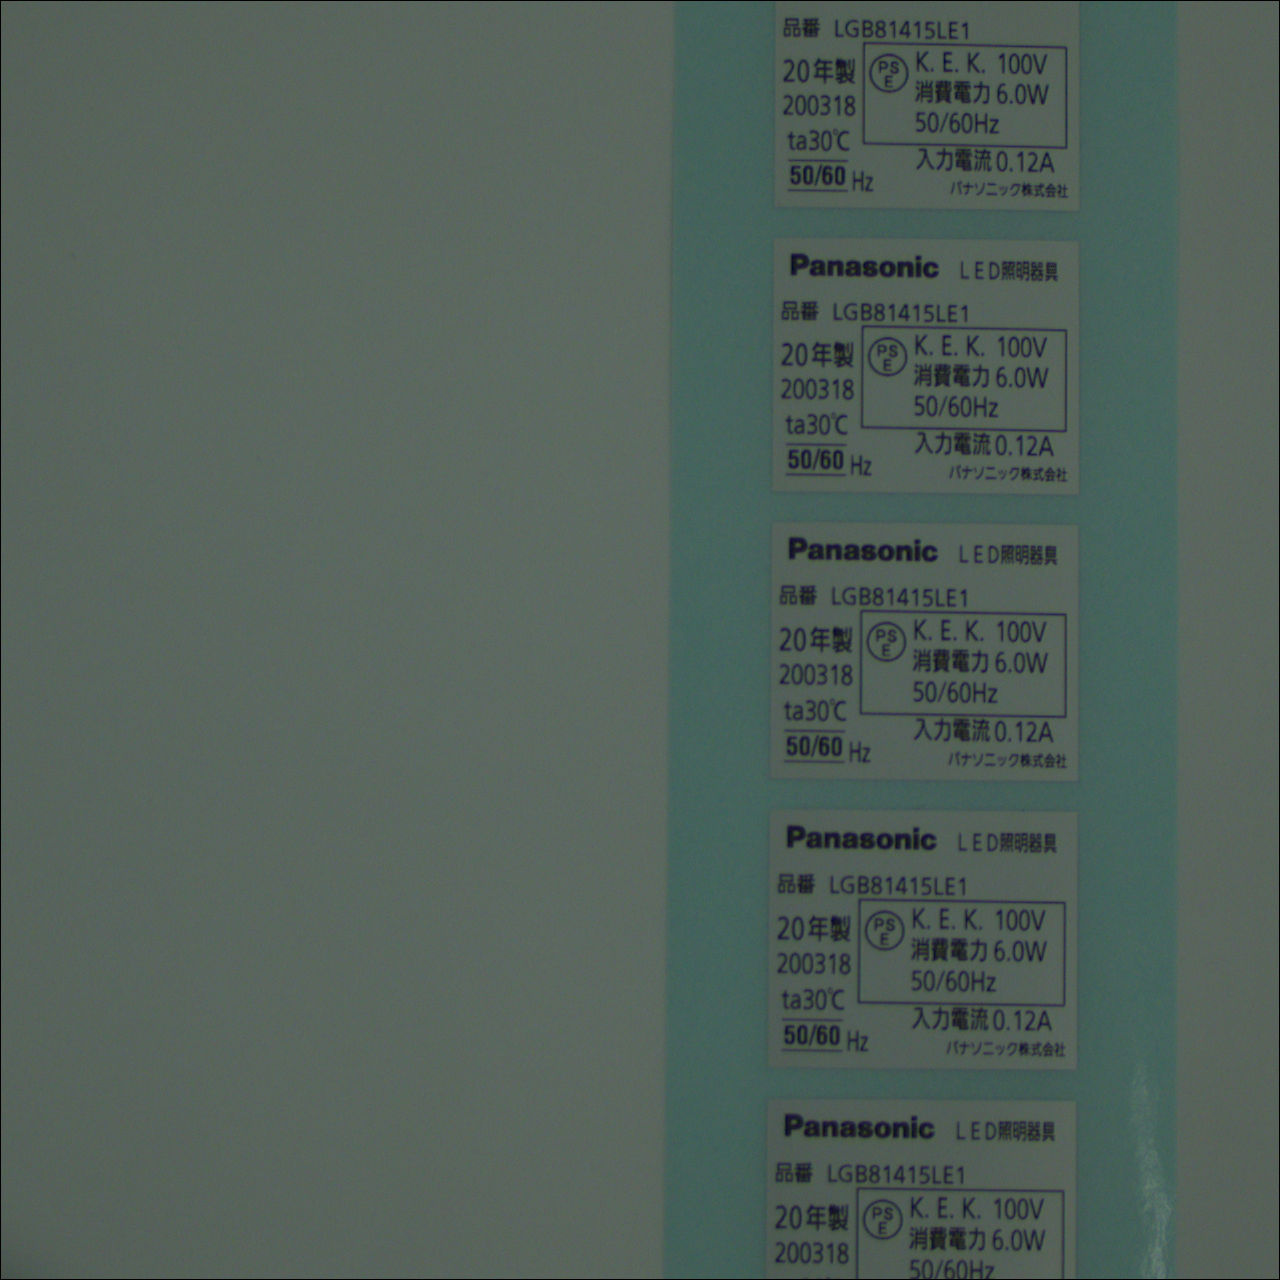 品番 LGB81415LE1
20年製
200318
ta30℃
50/60 Hz
PS E
K. E. K. 100V
消費電力 6.0W
50/60Hz
入力電流 0.12A
パナソニック株式会社
Panasonic LED照明器具
品番 LGB81415LE1
20年製
200318
ta30℃
50/60 Hz
PS E
K. E. K. 100V
消費電力 6.0W
50/60Hz
入力電流 0.12A
パナソニック株式会社
Panasonic LED照明器具
品番 LGB81415LE1
20年製
200318
ta30℃
50/60 Hz
PS E
K. E. K. 100V
消費電力 6.0W
50/60Hz
入力電流 0.12A
パナソニック株式会社
Panasonic LED照明器具
品番 LGB81415LE1
20年製
200318
ta30℃
50/60 Hz
PS E
K. E. K. 100V
消費電力 6.0W
50/60Hz
入力電流 0.12A
パナソニック株式会社
Panasonic LED照明器具
品番 LGB81415LE1
20年製
200318
PS E
K. E. K. 100V
消費電力 6.0W
50/60Hz